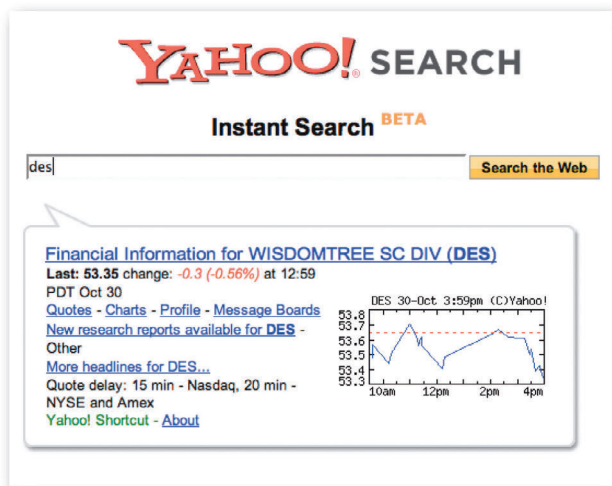 YAHOO!® SEARCH
Instant Search BETA
des
Search the Web
Financial Information for WISDOMTREE SC DIV (DES)
Last: 53.35 change: -0.3 (-0.56%) at 12:59
PDT Oct 30
Quotes - Charts - Profile - Message Boards
New research reports available for DES -
Other
More headlines for DES...
Quote delay: 15 min - Nasdaq, 20 min -
NYSE and Amex
Yahoo! Shortcut - About
DES 30-Oct 3:59pm (C)Yahoo!
53.8
53.7
53.6
53.5
53.4
53.3
10am 12pm 2pm 4pm